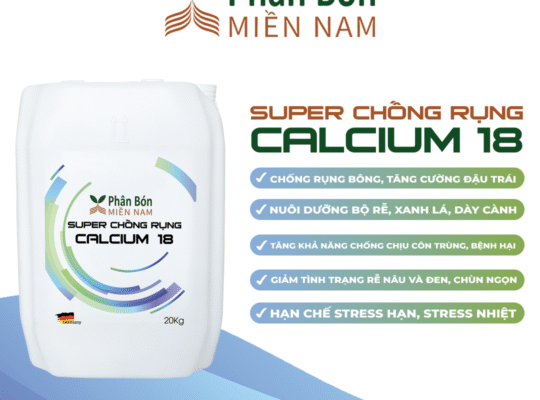 Phân Bón
MIỀN NAM
SUPER CHỐNG RỤNG
CALCIUM 18
CHỐNG RỤNG BÔNG, TĂNG CƯỜNG ĐẬU TRÁI
NUÔI DƯỠNG BỘ RỄ, XANH LÁ, DÀY CÀNH
TĂNG KHẢ NĂNG CHỐNG CHỊU CÔN TRÙNG, BỆNH HẠI
GIẢM TÌNH TRẠNG RỄ NÂU VÀ ĐEN, CHÙN NGỌN
HẠN CHẾ STRESS HẠN, STRESS NHIỆT
Phân Bón
MIỀN NAM
SUPER CHỐNG RỤNG
CALCIUM 18
Germany
20Kg